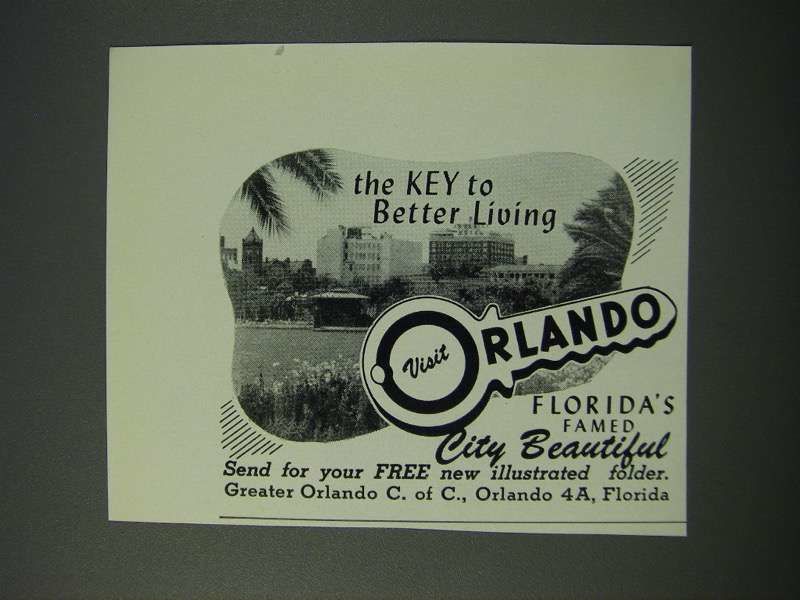 the KEY to
Better Living
Visit ORLANDO
FLORIDA'S
FAMED
City Beautiful
Send for your FREE new illustrated folder.
Greater Orlando C. of C., Orlando 4A, Florida